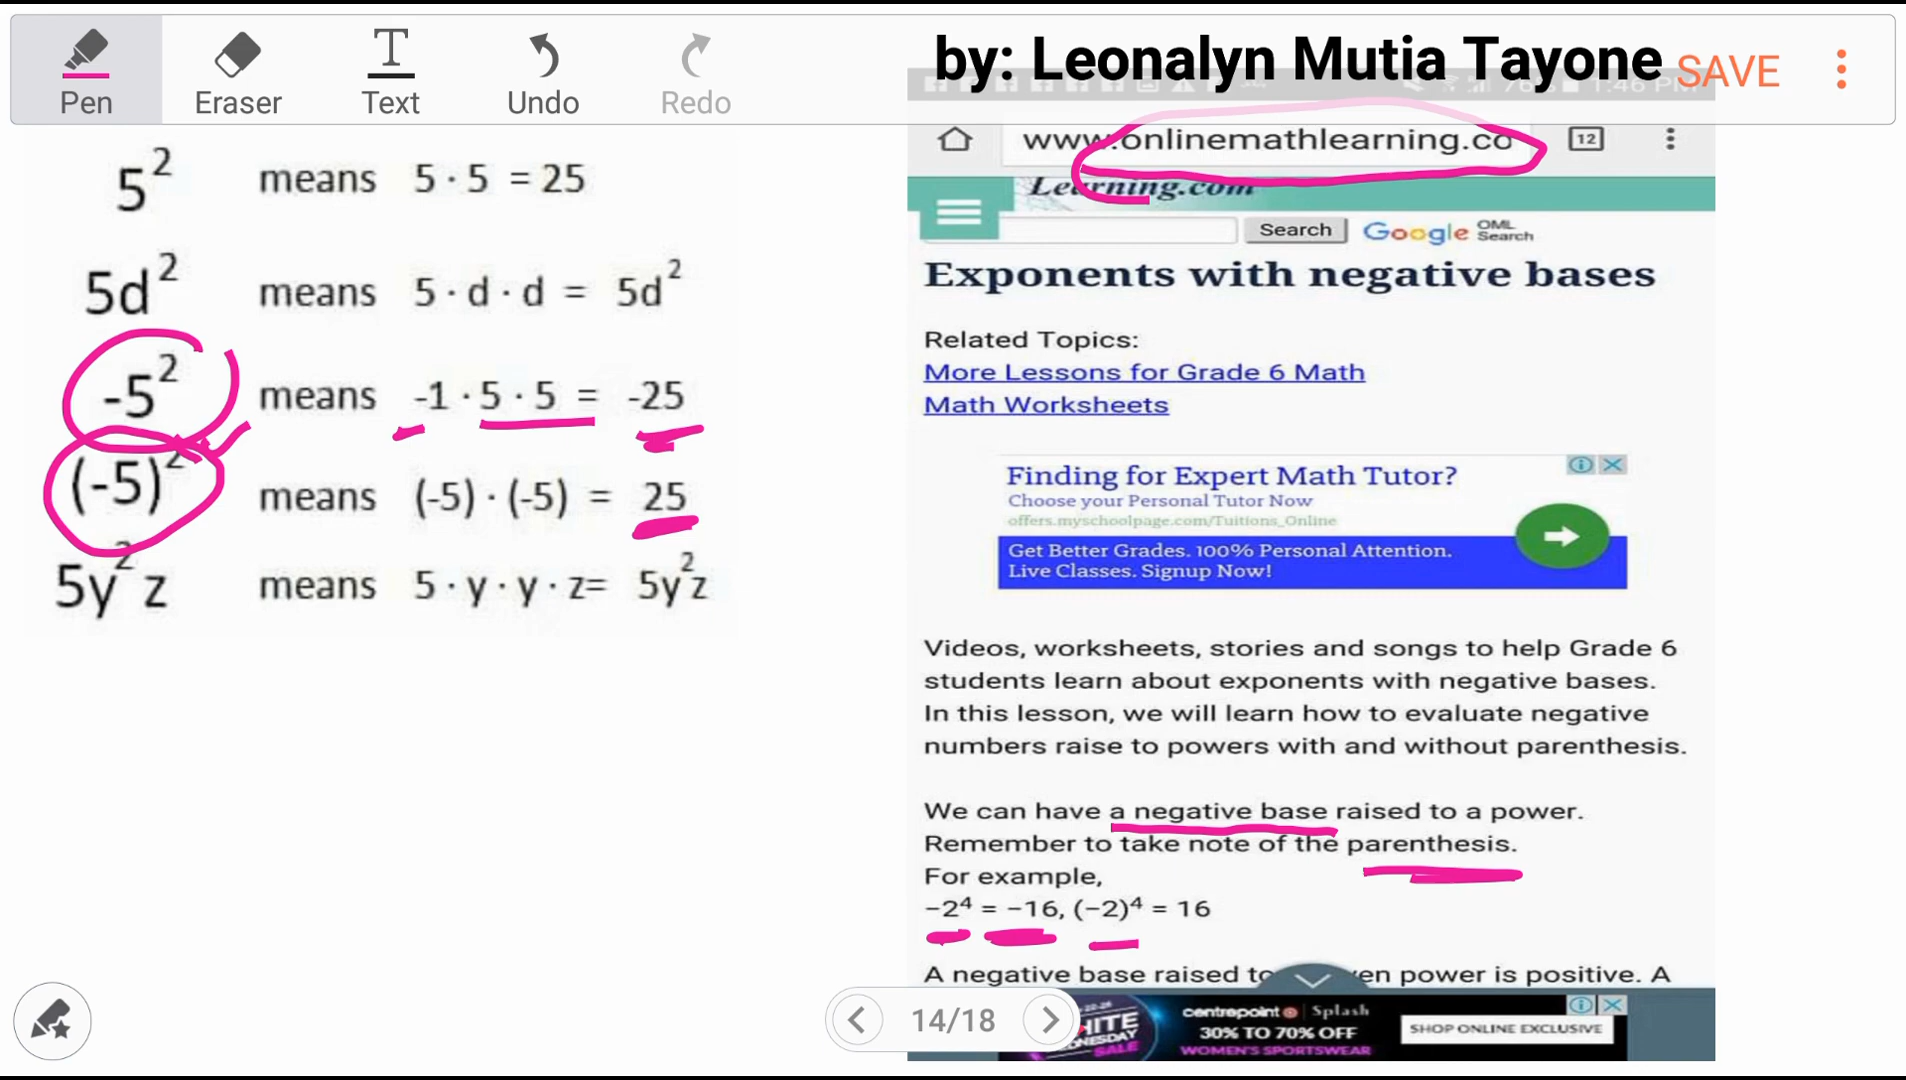 Pen
Eraser
Text
Undo
Redo
by: Leonalyn Mutia Tayone
SAVE
5² means 5 · 5 = 25
5d² means 5 · d · d = 5d²
-5² means -1 · 5 · 5 = -25
(-5)² means (-5) · (-5) = 25
5y²z means 5 · y · y · z= 5y²z
www.onlinemathlearning.co
12
Learning.com
Search
Google OML Search
Exponents with negative bases
Related Topics:
More Lessons for Grade 6 Math
Math Worksheets
Finding for Expert Math Tutor?
Choose your Personal Tutor Now
offers.myschoolpage.com/Tuitions_Online
Get Better Grades. 100% Personal Attention.
Live Classes. Signup Now!
Videos, worksheets, stories and songs to help Grade 6
students learn about exponents with negative bases.
In this lesson, we will learn how to evaluate negative
numbers raise to powers with and without parenthesis.
We can have a negative base raised to a power.
Remember to take note of the parenthesis.
For example,
−2⁴ = −16, (−2)⁴ = 16
A negative base raised to en power is positive. A
14/18
centrepoint Splash
30% TO 70% OFF
WOMEN'S SPORTSWEAR
SALE
SHOP ONLINE EXCLUSIVE